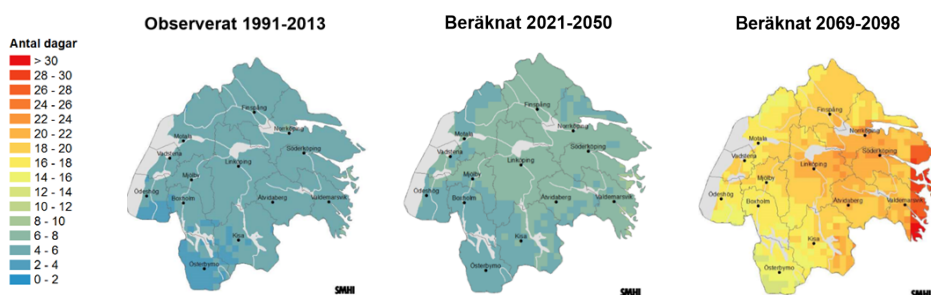 Observerat 1991-2013
Beräknat 2021-2050
Beräknat 2069-2098
Antal dagar
> 30
28 - 30
26 - 28
24 - 26
22 - 24
20 - 22
18 - 20
16 - 18
14 - 16
12 - 14
10 - 12
8 - 10
6 - 8
4 - 6
2 - 4
0 - 2
Finspång
Norrköping
Motala
Söderköping
Vadstena
Linköping
Mjölby
Ödeshög
Boxholm
Åtvidaberg
Valdemarsvik
Kisa
Österbymo
SMHI
Finspång
Norrköping
Motala
Söderköping
Vadstena
Linköping
Mjölby
Ödeshög
Boxholm
Åtvidaberg
Valdemarsvik
Kisa
Österbymo
SMHI
Finspång
Norrköping
Motala
Söderköping
Vadstena
Linköping
Mjölby
Ödeshög
Boxholm
Åtvidaberg
Valdemarsvik
Kisa
Österbymo
SMHI